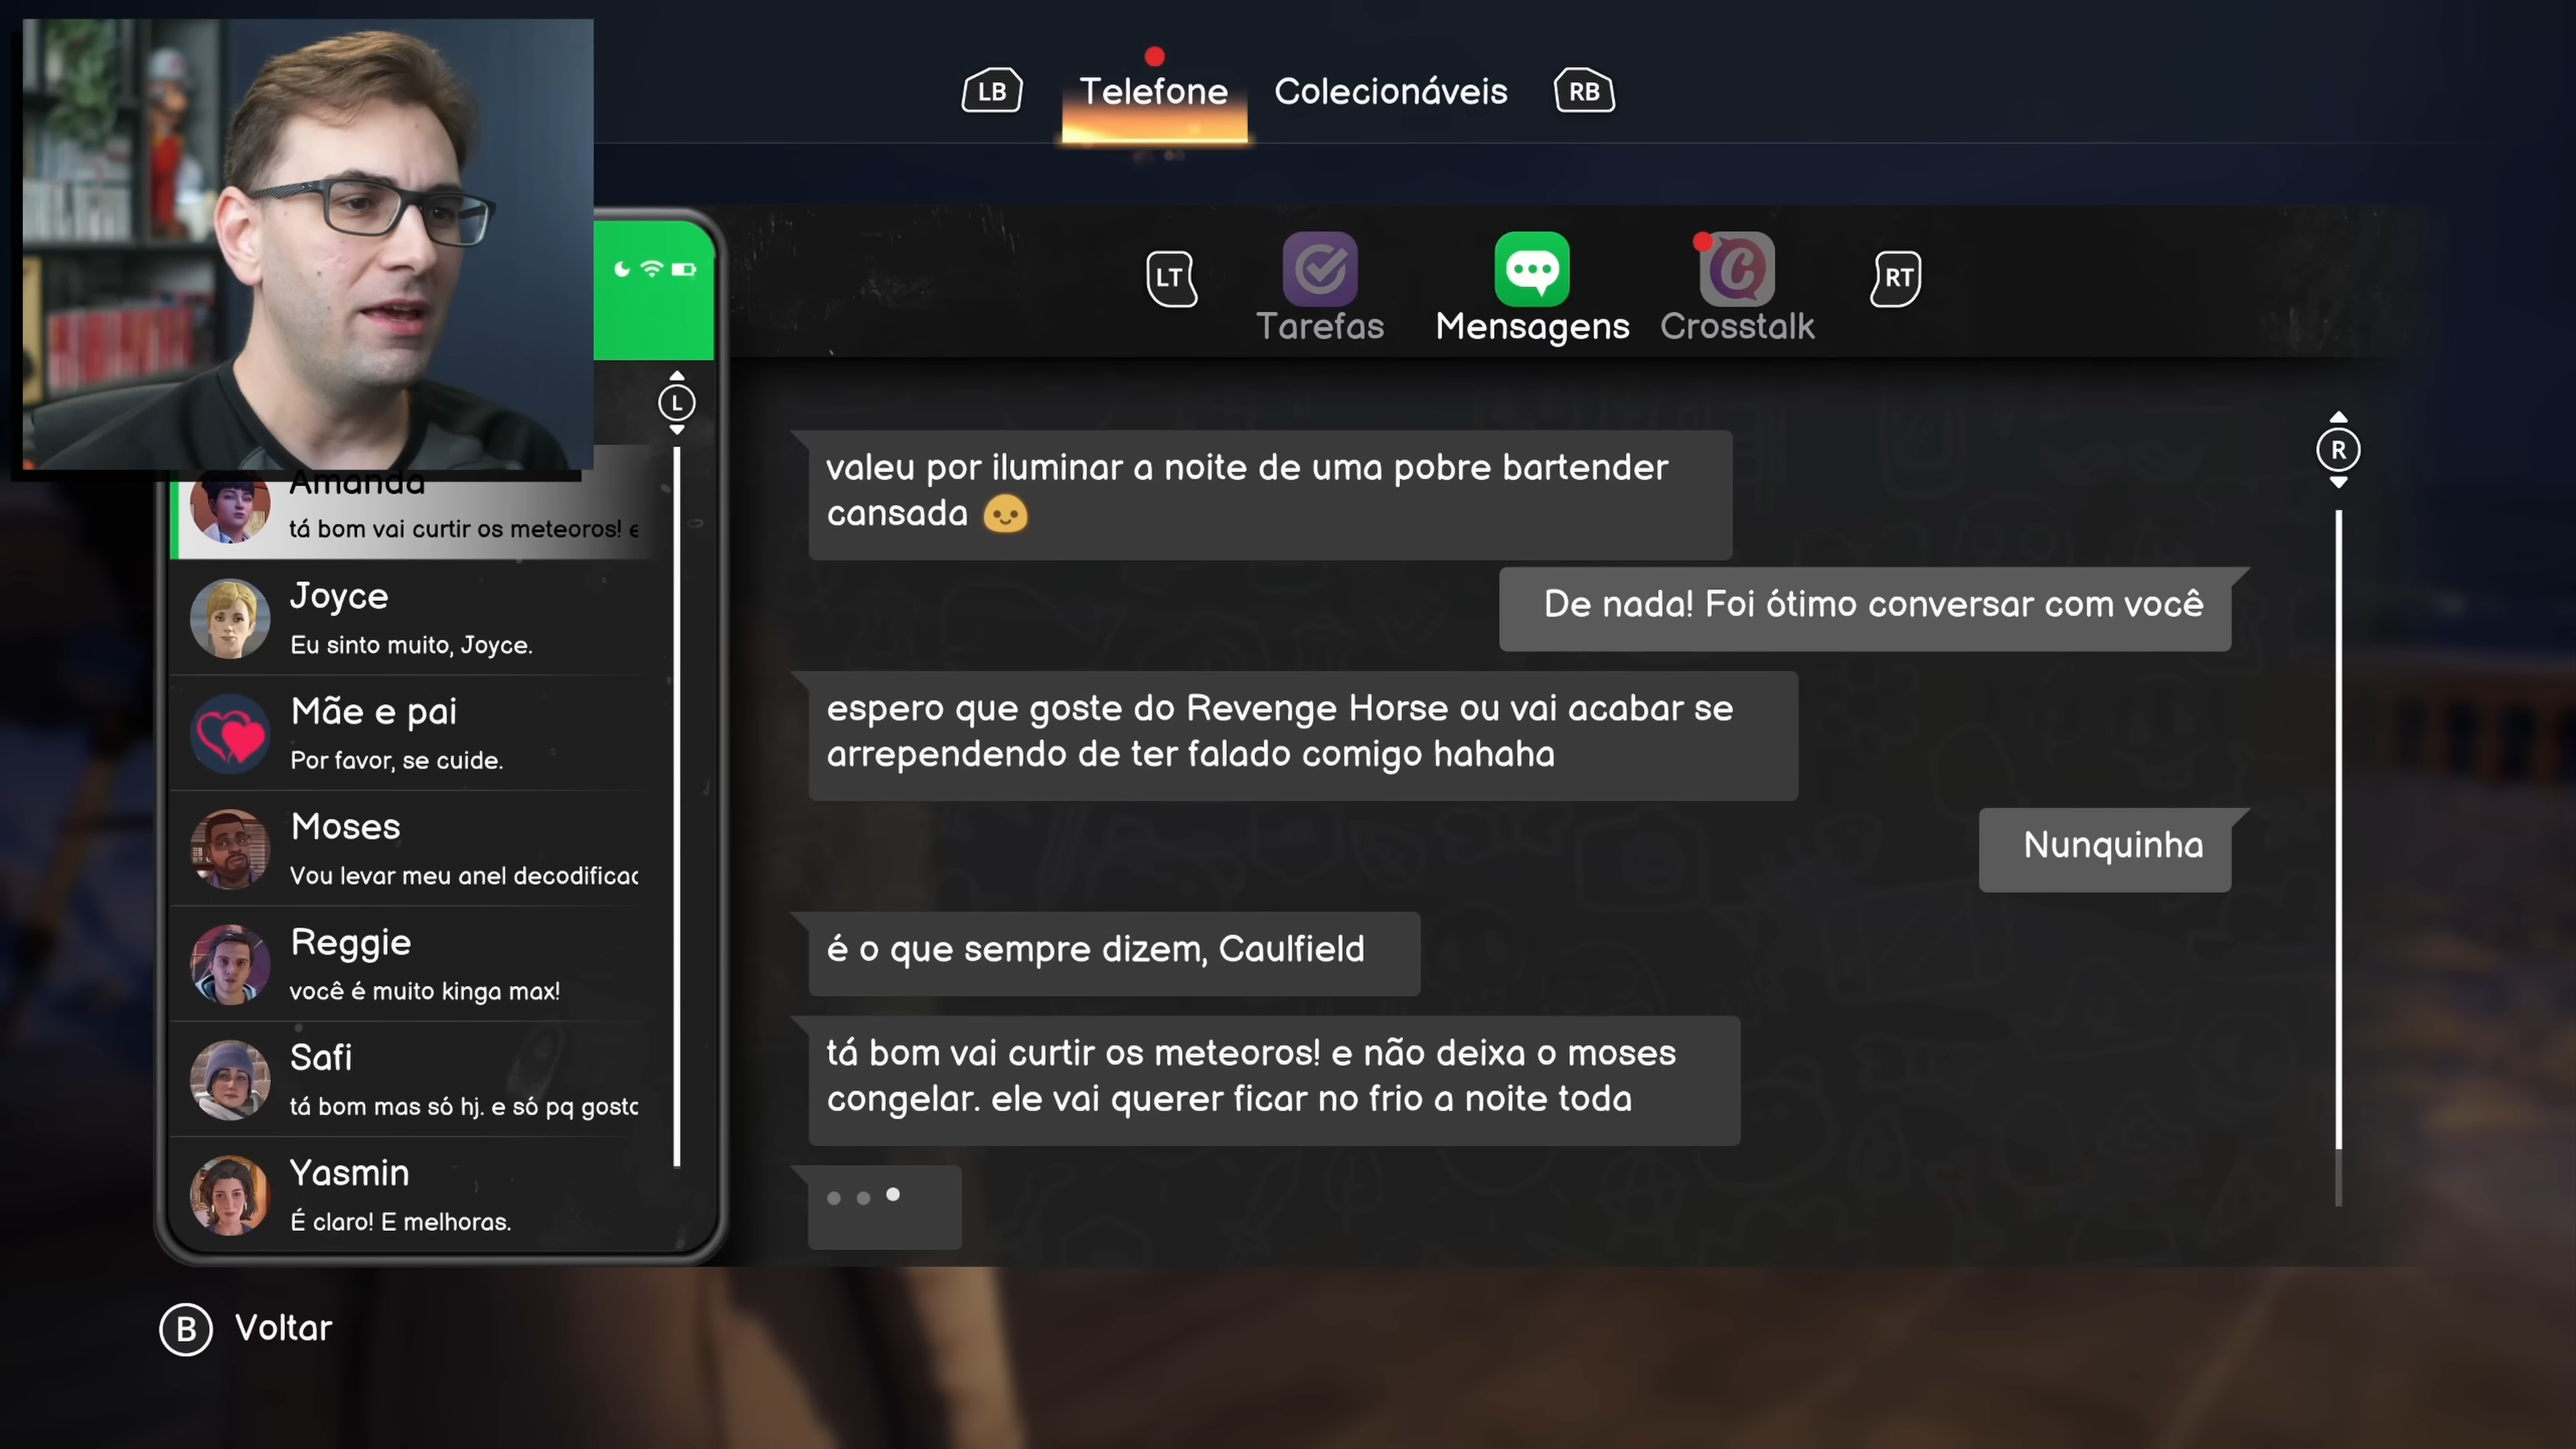 LB Telefone Colecionáveis RB
LT Tarefas Mensagens Crosstalk RT
L
Amanda
tá bom vai curtir os meteoros! e
Joyce
Eu sinto muito, Joyce.
Mãe e pai
Por favor, se cuide.
Moses
Vou levar meu anel decodificad
Reggie
você é muito kinga max!
Safi
tá bom mas só hj. e só pq gosto
Yasmin
É claro! E melhoras.
R
valeu por iluminar a noite de uma pobre bartender
cansada
De nada! Foi ótimo conversar com você
espero que goste do Revenge Horse ou vai acabar se
arrependendo de ter falado comigo hahaha
Nunquinha
é o que sempre dizem, Caulfield
tá bom vai curtir os meteoros! e não deixa o moses
congelar. ele vai querer ficar no frio a noite toda
B Voltar